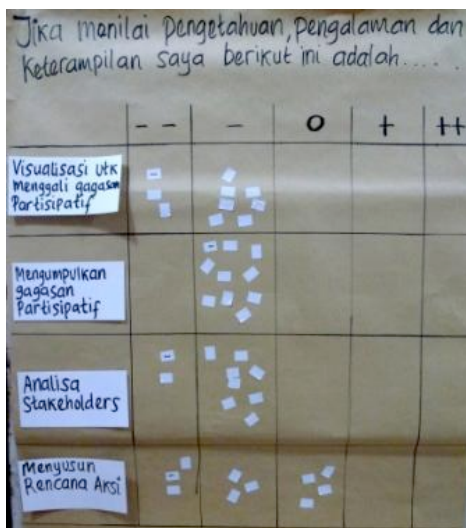 Jika menilai Pengetahuan, Pengalaman dan
Keterampilan saya berikut ini adalah.....
-- - O + ++
Visualisasi utk
menggali gagasan
Partisipatif
Mengumpulkan
gagasan
Partisipatif
Analisa
Stakeholders
Menyusun
Rencana Aksi